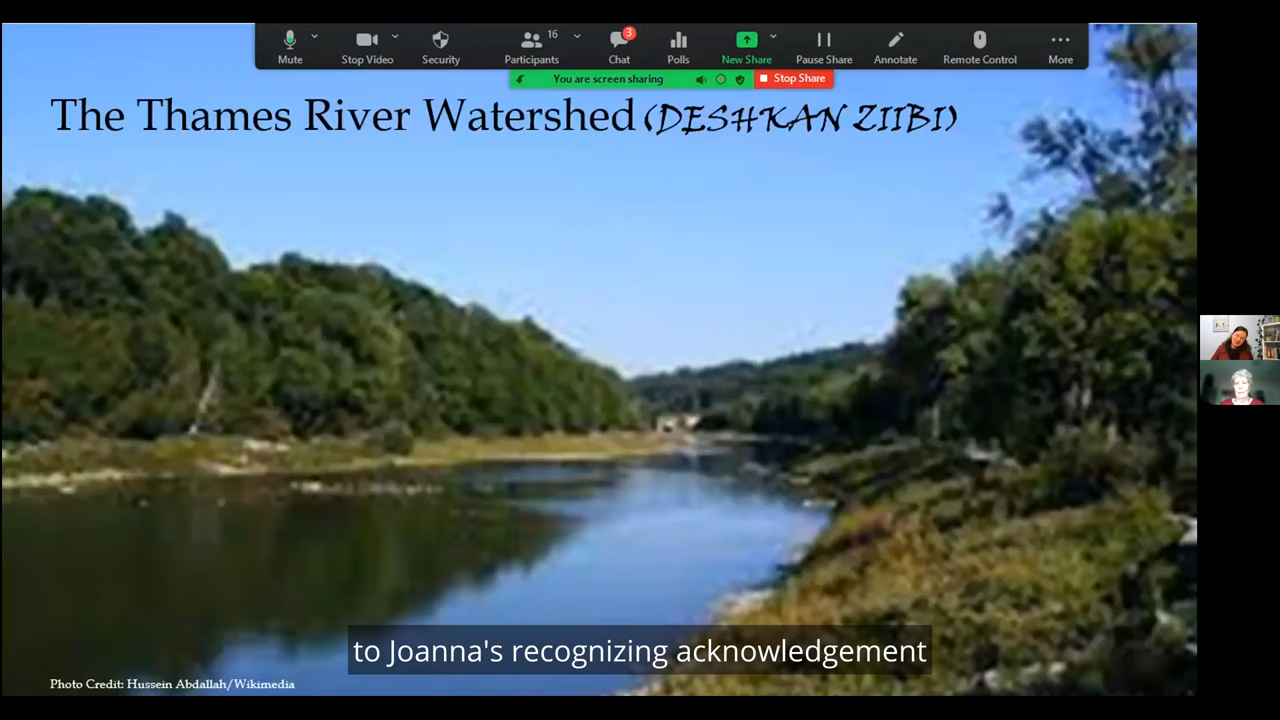 16
3
Mute
Stop Video
Security
Participants
Chat
Polls
New Share
Pause Share
Annotate
Remote Control
More
You are screen sharing
Stop Share
The Thames River Watershed (DESHKAN ZIIBI)
to Joanna's recognizing acknowledgement
Photo Credit: Hussein Abdallah/Wikimedia